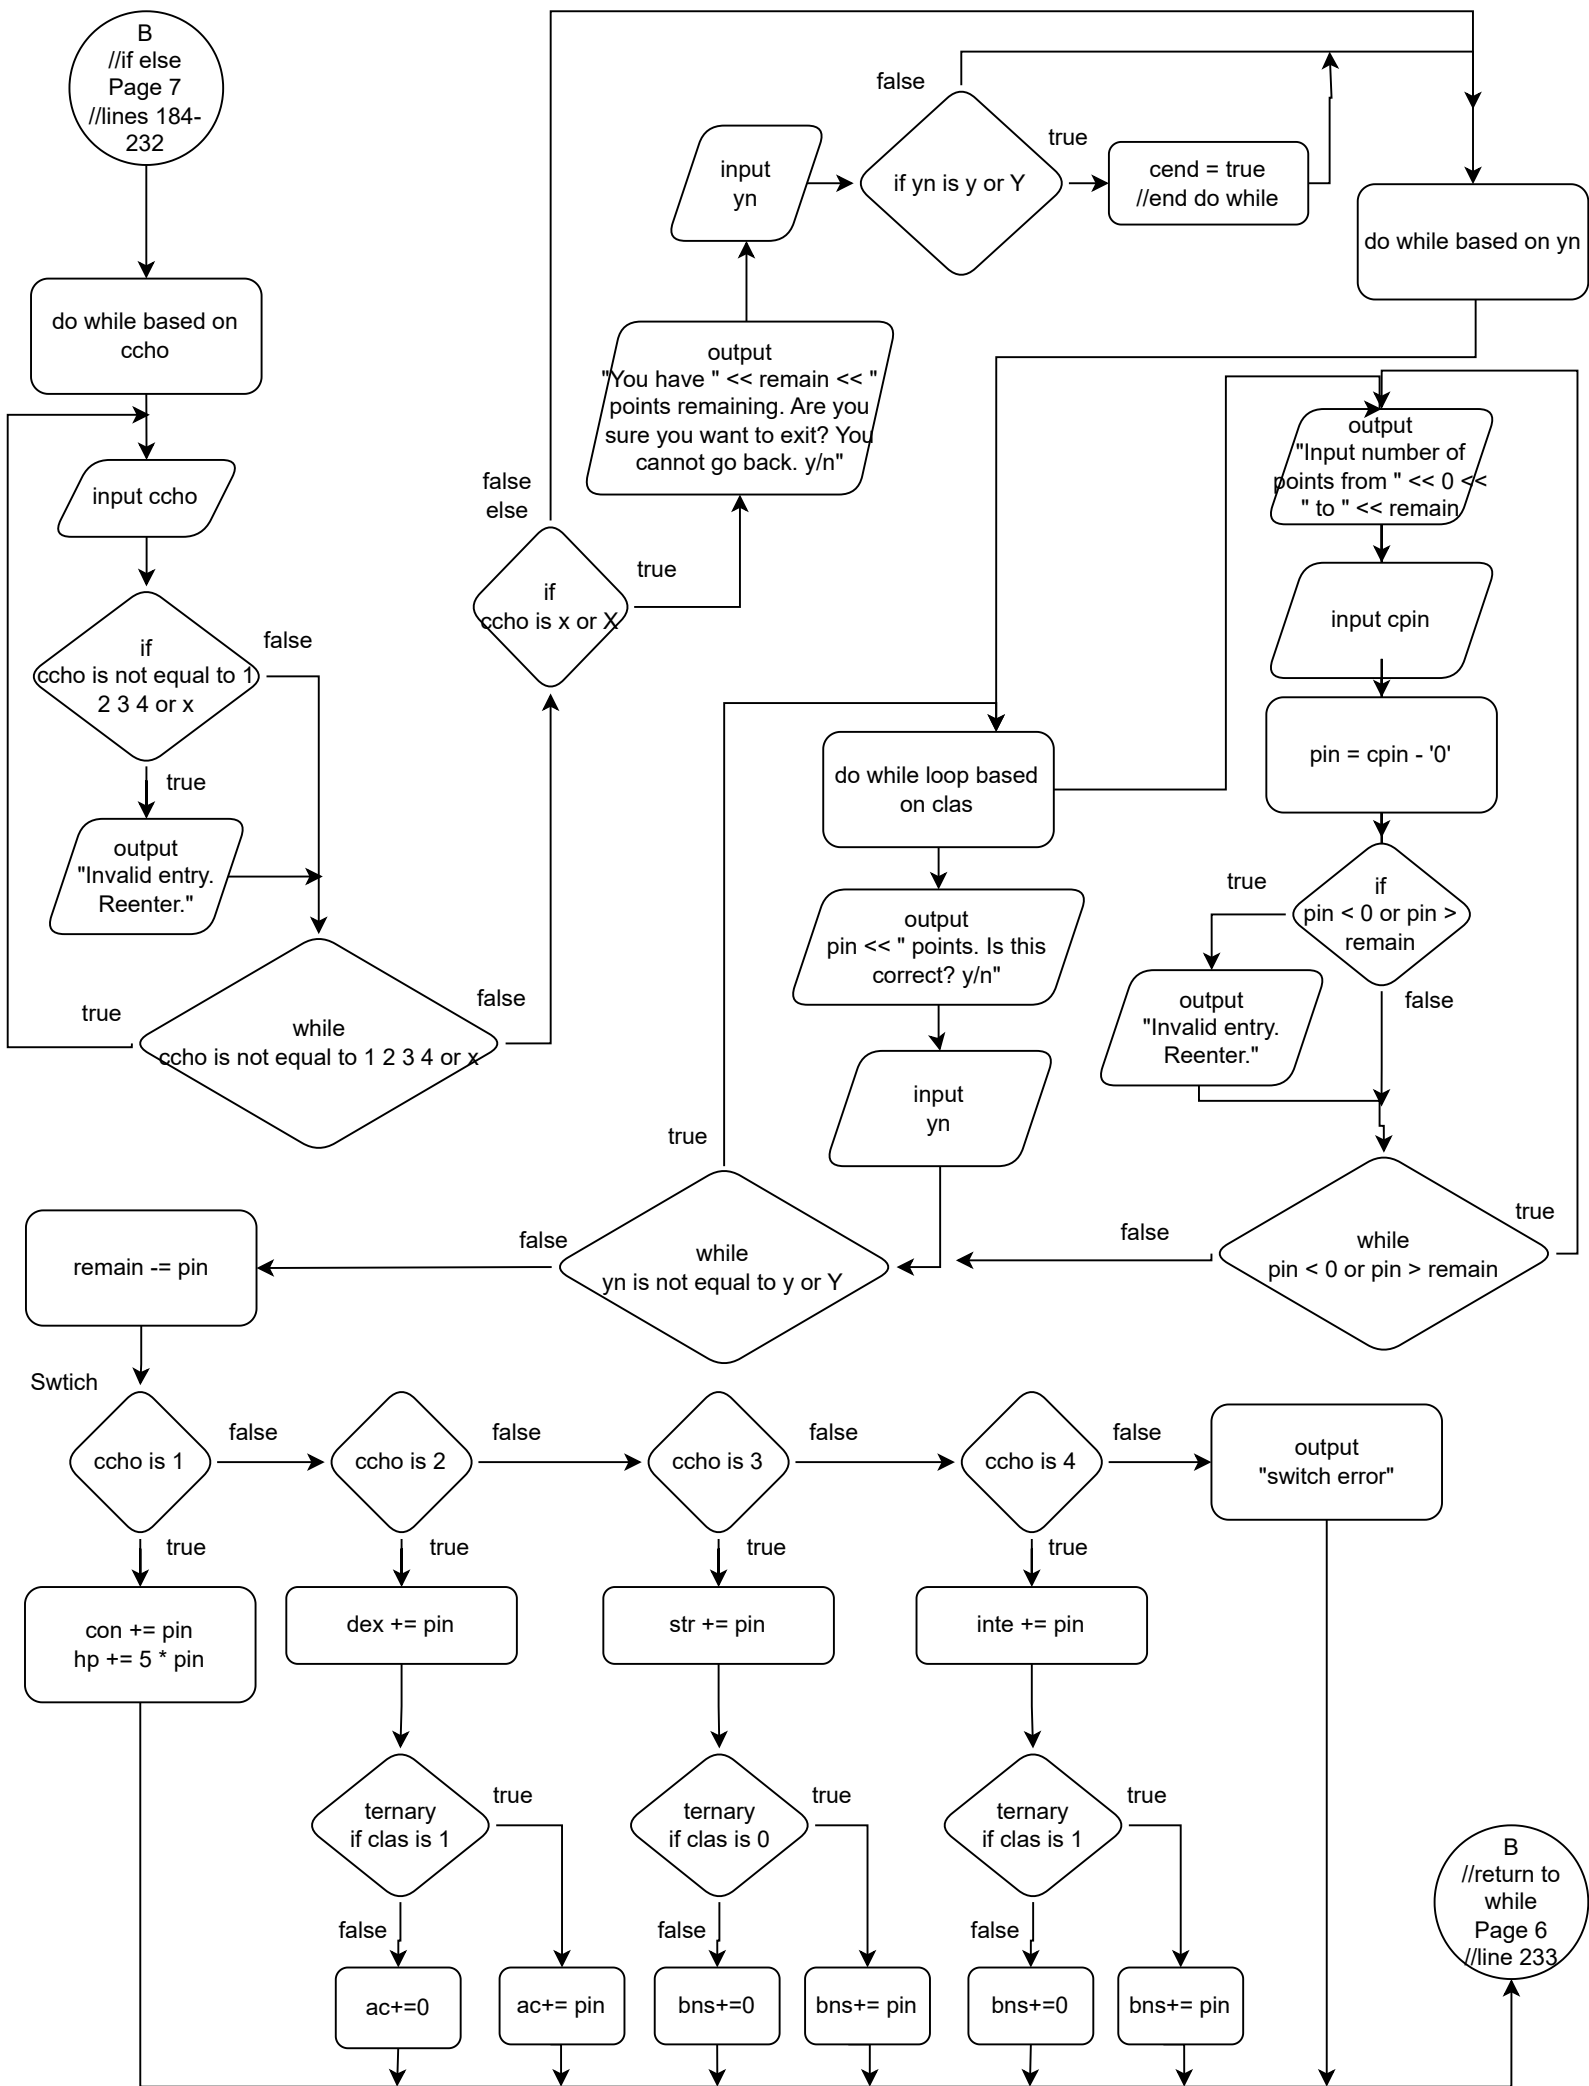 B
//if else
Page 7
//lines 184-
232
do while based on
ccho
input ccho
if
ccho is not equal to 1
2 3 4 or x
false
true
output
"Invalid entry.
Reenter."
while
ccho is not equal to 1 2 3 4 or x
true
false
if
ccho is x or X
false
else
true
output
"You have " << remain << "
points remaining. Are you
sure you want to exit? You
cannot go back. y/n"
input
yn
if yn is y or Y
false
true
cend = true
//end do while
do while based on yn
do while loop based
on clas
output
"Input number of
points from " << 0 <<
" to " << remain
input cpin
pin = cpin - '0'
if
pin < 0 or pin >
remain
true
false
output
"Invalid entry.
Reenter."
while
pin < 0 or pin > remain
true
false
output
pin << " points. Is this
correct? y/n"
input
yn
while
yn is not equal to y or Y
true
false
remain -= pin
Swtich
ccho is 1
false
ccho is 2
false
ccho is 3
false
ccho is 4
false
output
"switch error"
true
true
true
true
con += pin
hp += 5 * pin
dex += pin
str += pin
inte += pin
ternary
if clas is 1
true
false
ternary
if clas is 0
true
false
ternary
if clas is 1
true
false
ac+=0
ac+= pin
bns+=0
bns+= pin
bns+=0
bns+= pin
B
//return to
while
Page 6
//line 233